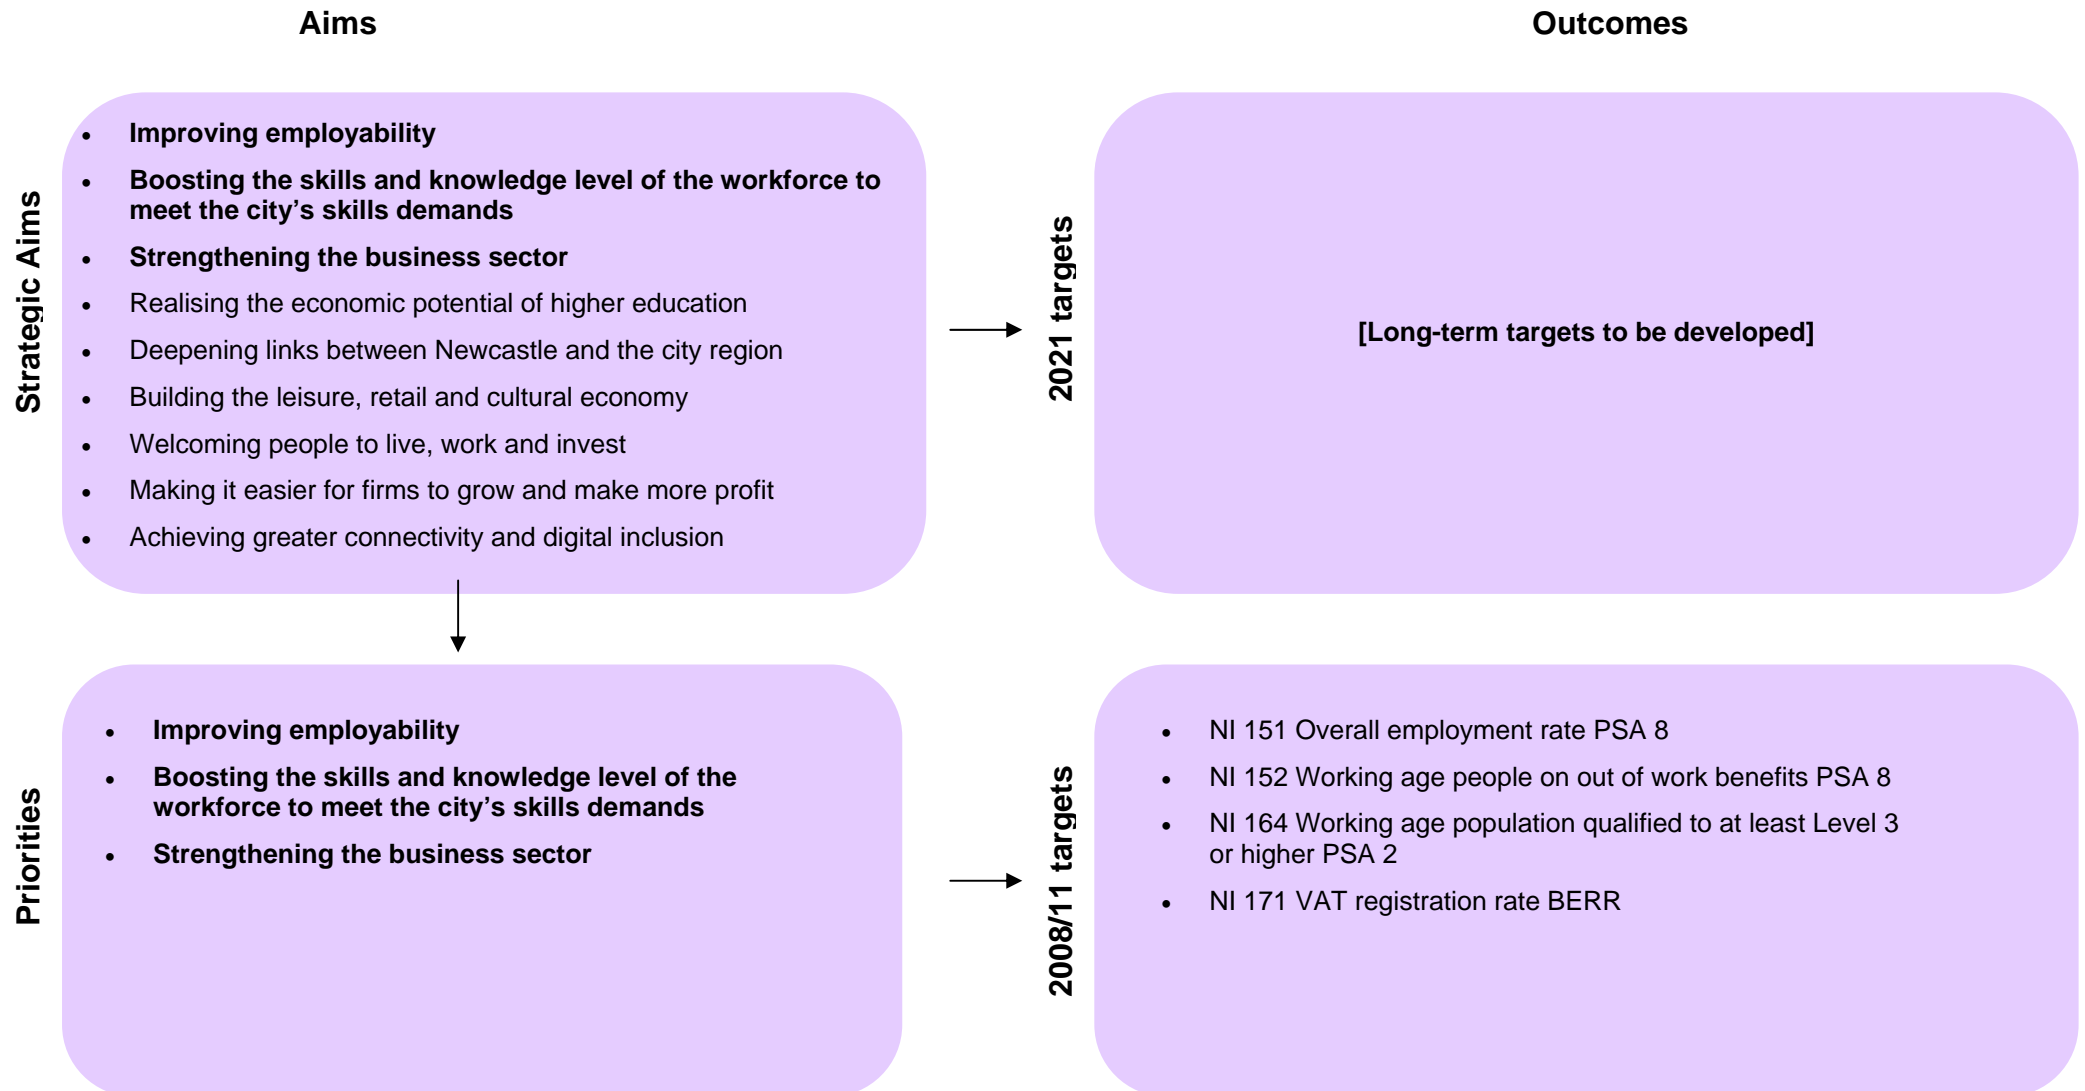 Aims
Outcomes
Strategic Aims
• Improving employability
• Boosting the skills and knowledge level of the workforce to
meet the city’s skills demands
• Strengthening the business sector
• Realising the economic potential of higher education
• Deepening links between Newcastle and the city region
• Building the leisure, retail and cultural economy
• Welcoming people to live, work and invest
• Making it easier for firms to grow and make more profit
• Achieving greater connectivity and digital inclusion
2021 targets
[Long-term targets to be developed]
Priorities
• Improving employability
• Boosting the skills and knowledge level of the
workforce to meet the city’s skills demands
• Strengthening the business sector
2008/11 targets
• NI 151 Overall employment rate PSA 8
• NI 152 Working age people on out of work benefits PSA 8
• NI 164 Working age population qualified to at least Level 3
or higher PSA 2
• NI 171 VAT registration rate BERR